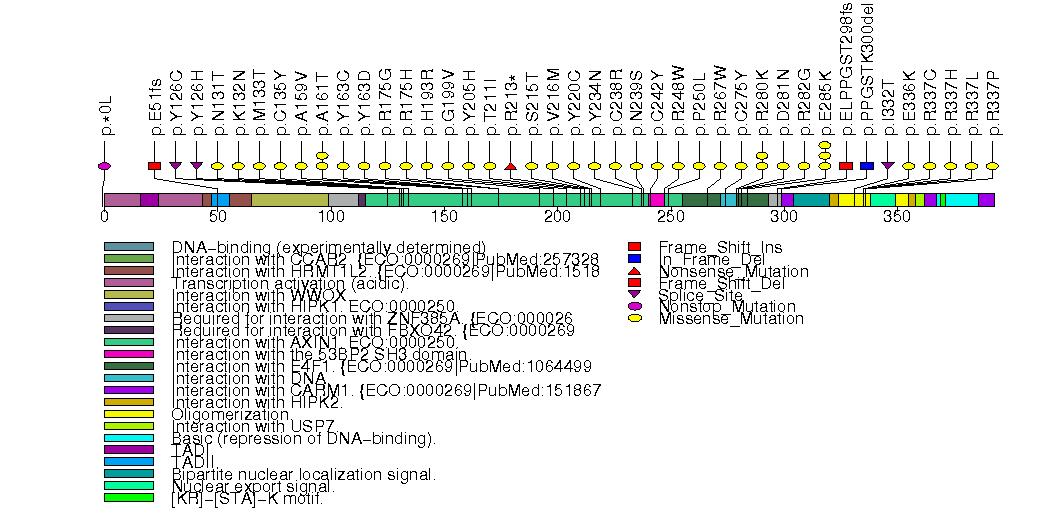 p.*0L
p.E51fs
p.Y126C
p.Y126H
p.N131T
p.K132N
p.M133T
p.C135Y
p.A159V
p.A161T
p.Y163C
p.Y163D
p.R175G
p.R175H
p.H193R
p.G199V
p.Y205H
p.T211I
p.R213*
p.S215T
p.V216M
p.Y220C
p.Y234N
p.C238R
p.N239S
p.C242Y
p.R248W
p.P250L
p.R267W
p.C275Y
p.R280K
p.D281N
p.R282G
p.E285K
p.ELPPGST298fs
p.PPGSTK300del
p.I332T
p.E336K
p.R337C
p.R337H
p.R337L
p.R337P
0 50 100 150 200 250 300 350
DNA-binding (experimentally determined)
Interaction with CCAR2. {ECO:0000269|PubMed:257328
Interaction with HRMT1L2. {ECO:0000269|PubMed:1518
Transcription activation (acidic).
Interaction with WWOX.
Interaction with HIPK1. ECO:0000250.
Required for interaction with ZNF385A. {ECO:000026
Required for interaction with FBXO42. {ECO:0000269
Interaction with AXIN1. ECO:0000250.
Interaction with the 53BP2 SH3 domain.
Interaction with E4F1. {ECO:0000269|PubMed:1064499
Interaction with DNA.
Interaction with CARM1. {ECO:0000269|PubMed:151867
Interaction with HIPK2.
Oligomerization.
Interaction with USP7.
Basic (repression of DNA-binding).
TADI.
TADII.
Bipartite nuclear localization signal.
Nuclear export signal.
[KR]-[STA]-K motif.
Frame_Shift_Ins
In_Frame_Del
Nonsense_Mutation
Frame_Shift_Del
Splice_Site
Nonstop_Mutation
Missense_Mutation